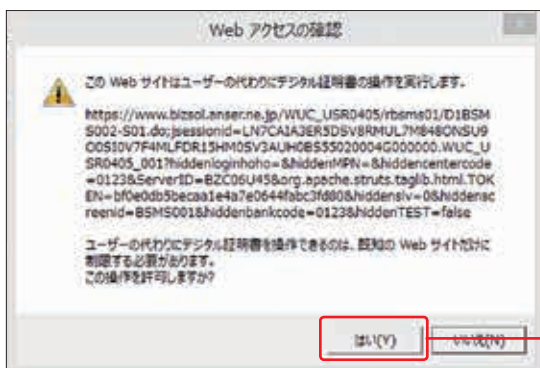 Web アクセスの確認
この Web サイトはユーザーの代わりにデジタル証明書の操作を実行します。
https://www.bizsol.anser.ne.jp/WUC_USR0405/rbsms01/D1BSM
S002-S01.do;jsessionid=LN7CAIA3ER5DSV8RMUL7M848ONSU9
O0SI0V7F4MLFDR15HM0SV3AUH0B555020004G000000.WUC_U
SR0405_001?hiddenloginhoho=&hiddenMPN=&hiddencentercode
=0123&ServerID=BZC06U45&org.apache.struts.taglib.html.TOK
EN=bf0e0db5becaa1e4a7e0644fabc3fd80&hiddensiv=0&hiddensc
reenid=BSMS001&hiddenbankcode=0123&hiddenTEST=false
ユーザーの代わりにデジタル証明書を操作できるのは、既知の Web サイトだけに
制限する必要があります。
この操作を許可しますか?
はい(Y)
いいえ(N)